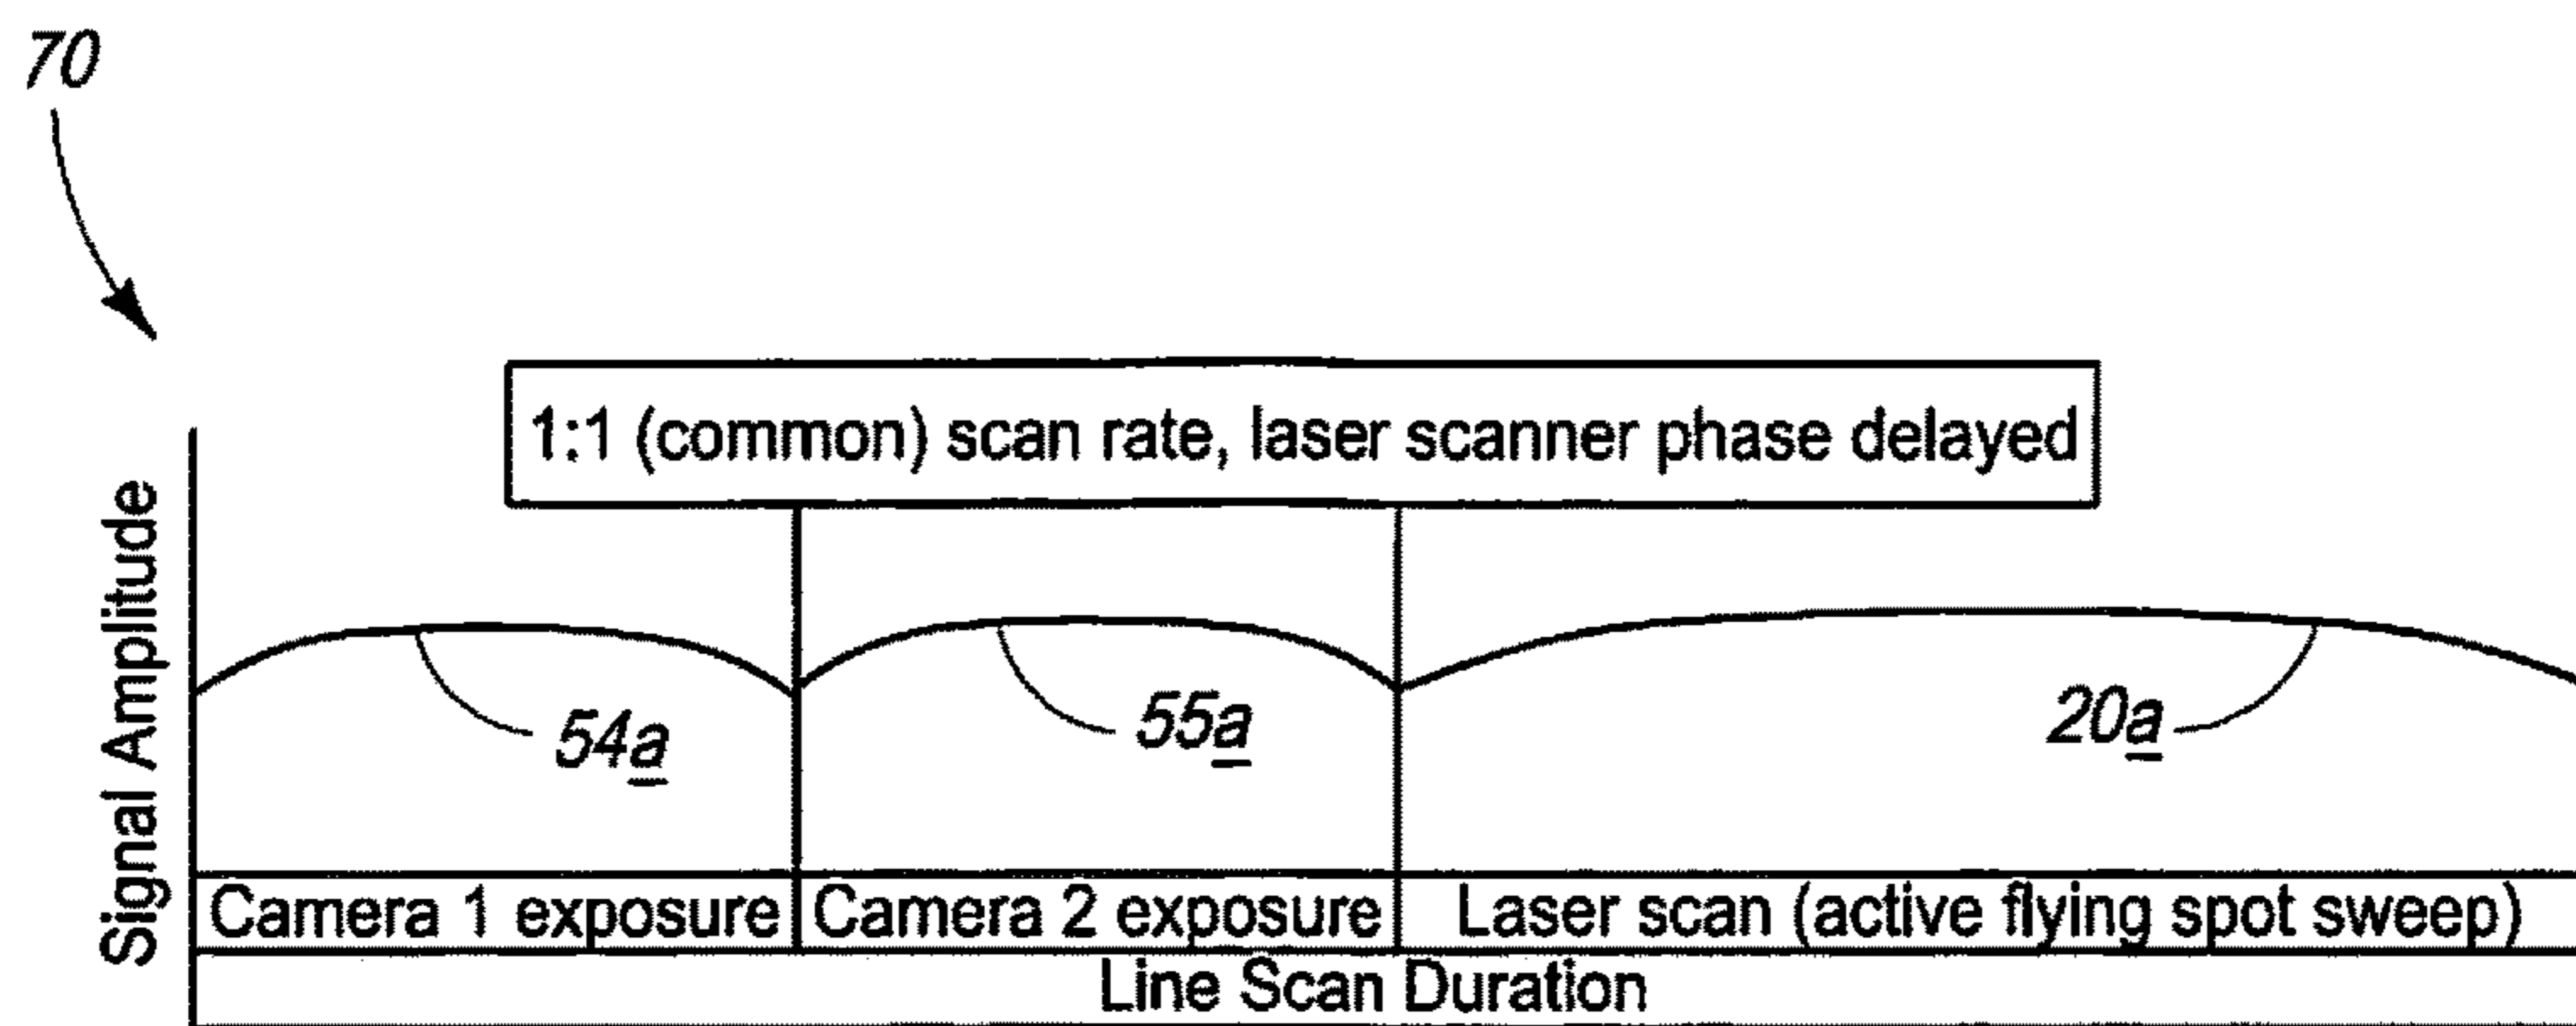 70
1:1 (common) scan rate, laser scanner phase delayed
Signal Amplitude
54a
55a
20a
Camera 1 exposure
Camera 2 exposure
Laser scan (active flying spot sweep)
Line Scan Duration